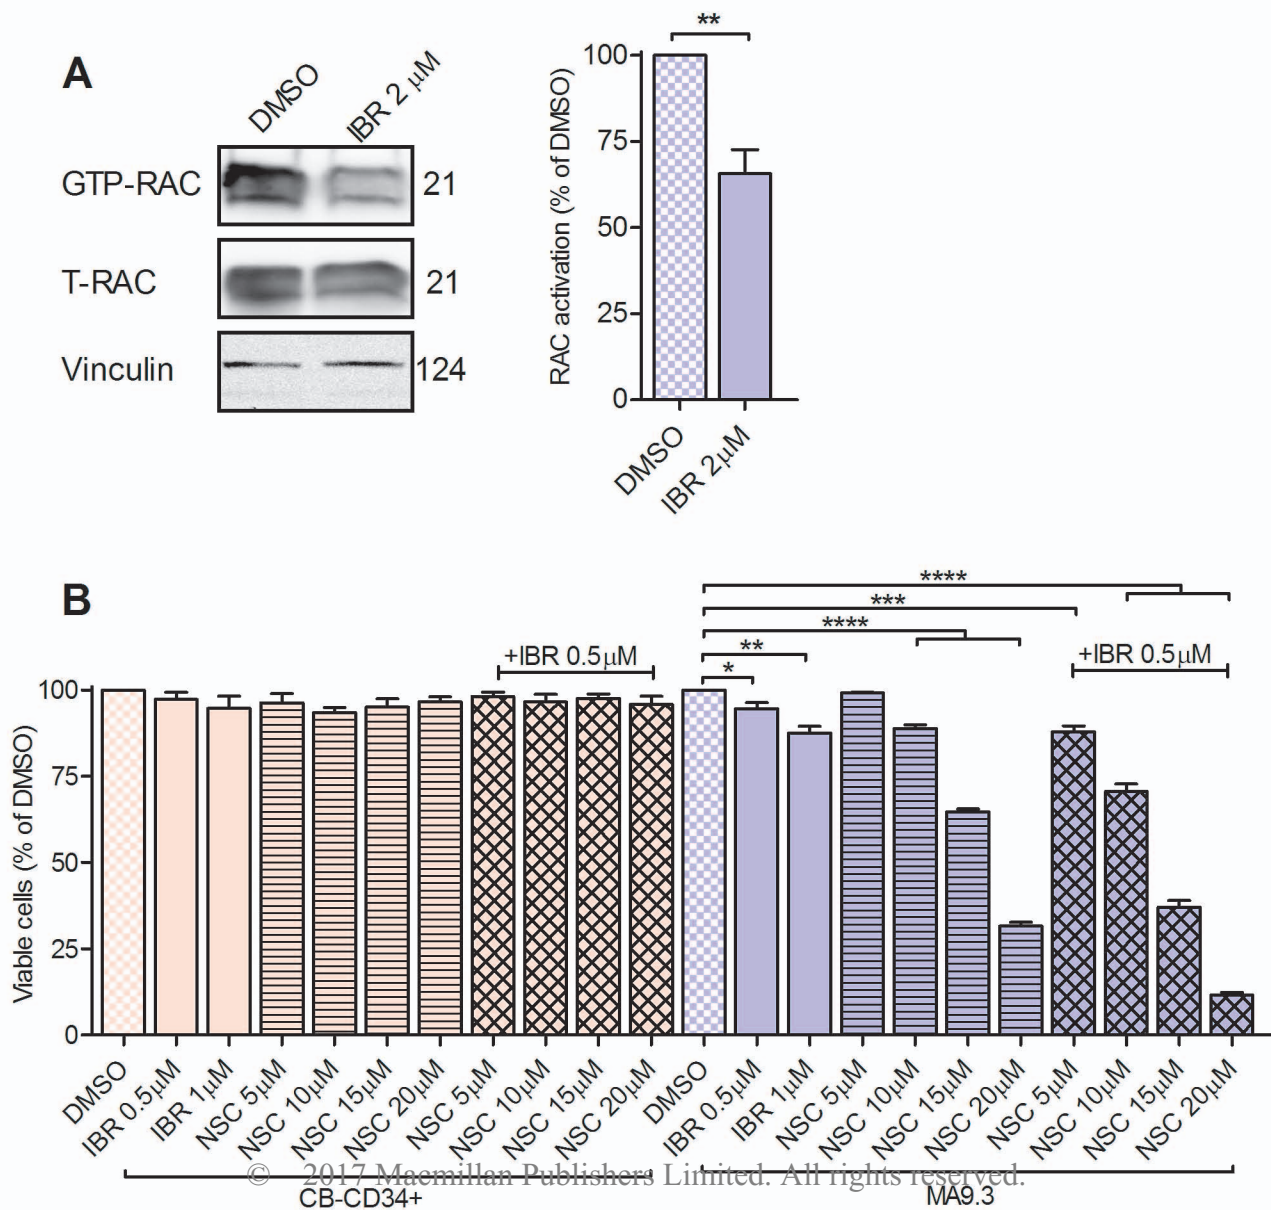 A
DMSO
IBR 2 µM
GTP-RAC
21
T-RAC
21
Vinculin
124
**
RAC activation (% of DMSO)
100
75
50
25
0
DMSO
IBR 2µM
B
****
***
****
**
*
+IBR 0.5µM
+IBR 0.5µM
Viable cells (% of DMSO)
100
75
50
25
0
DMSO
IBR 0.5µM
IBR 1µM
NSC 5µM
NSC 10µM
NSC 15µM
NSC 20µM
NSC 5µM
NSC 10µM
NSC 15µM
NSC 20µM
DMSO
IBR 0.5µM
IBR 1µM
NSC 5µM
NSC 10µM
NSC 15µM
NSC 20µM
NSC 5µM
NSC 10µM
NSC 15µM
NSC 20µM
© 2017 Macmillan Publishers Limited. All rights reserved.
CB-CD34+
MA9.3